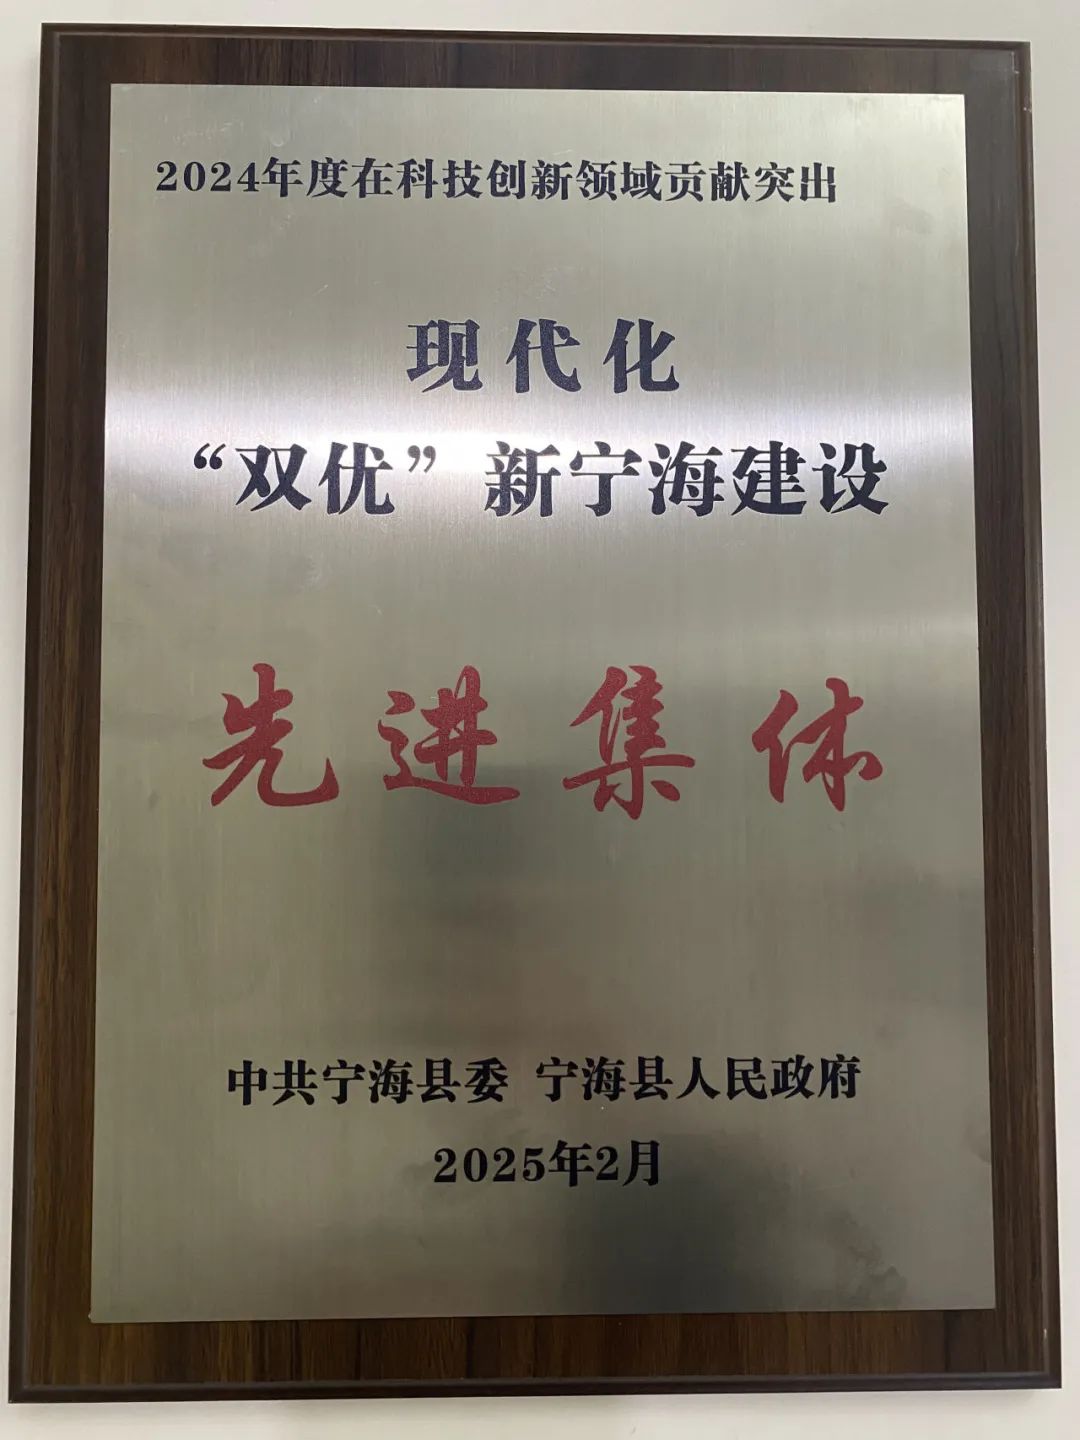 2024年度在科技创新领域贡献突出
现代化
“双优”新宁海建设
先进集体
中共宁海县委 宁海县人民政府
2025年2月